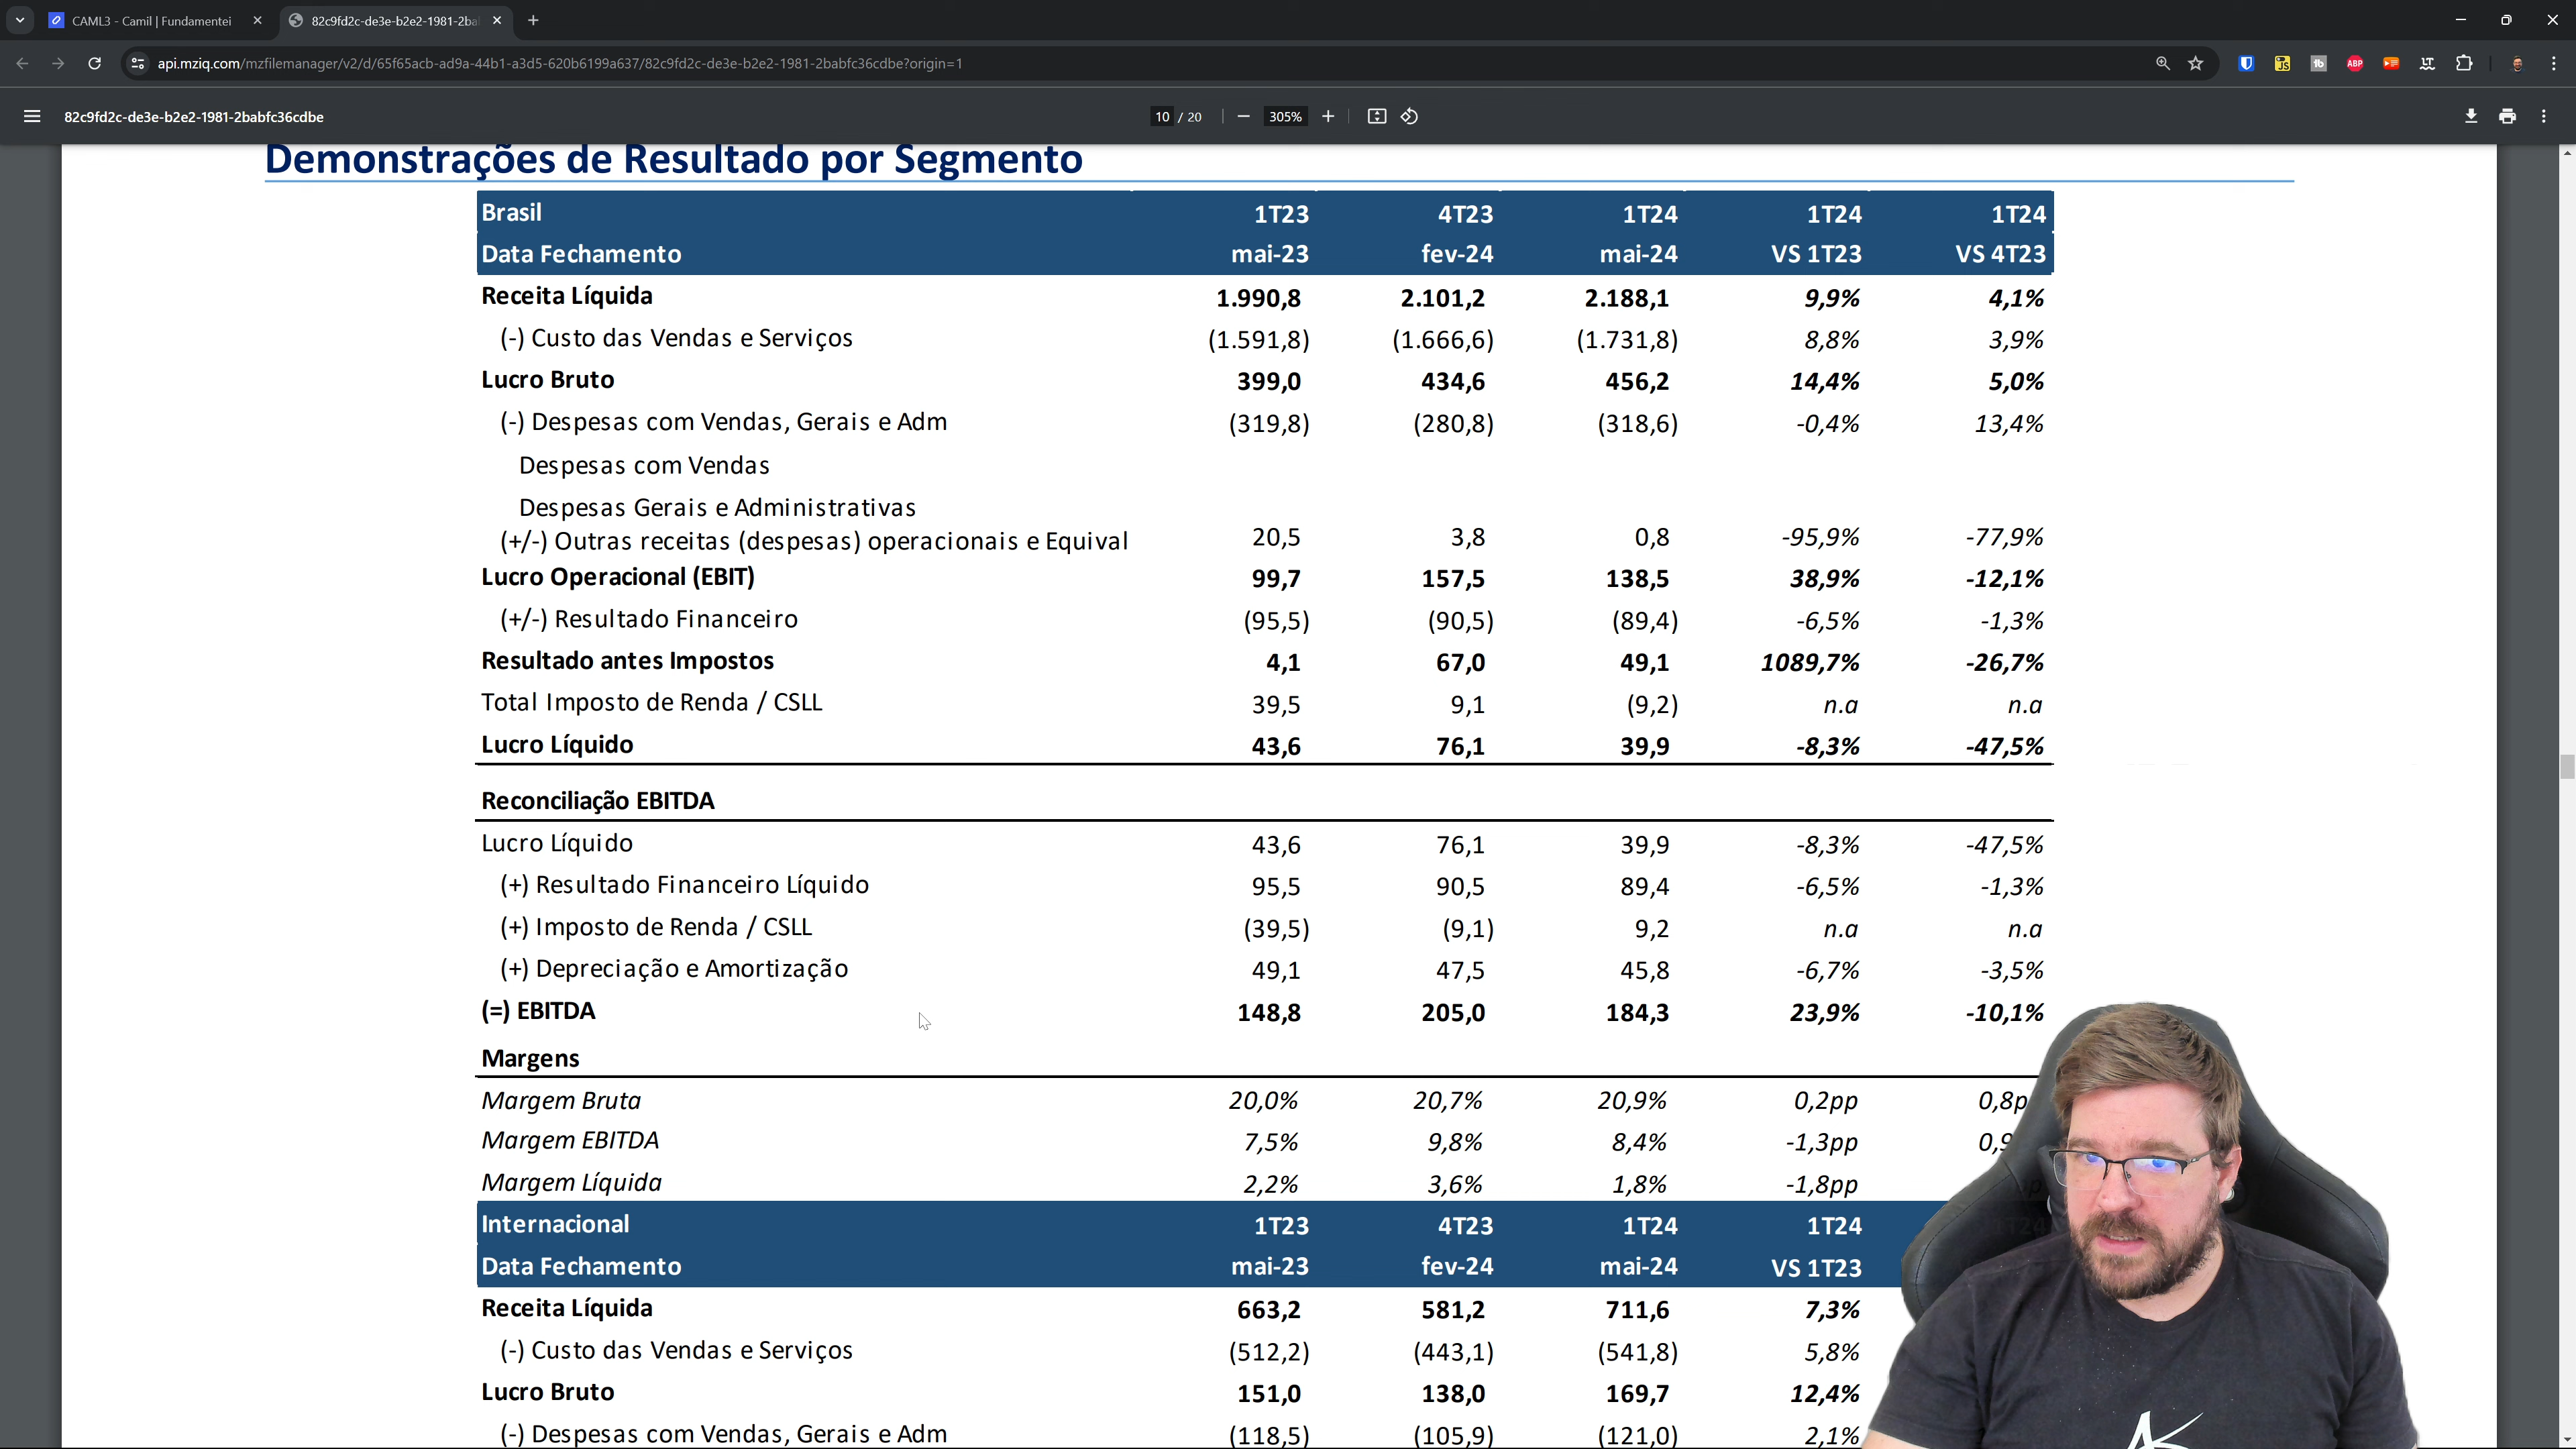 CAML3 - Camil | Fundamentei
82c9fd2c-de3e-b2e2-1981-2ba
api.mziq.com/mzfilemanager/v2/d/65f65acb-ad9a-44b1-a3d5-620b6199a637/82c9fd2c-de3e-b2e2-1981-2babfc36cdbe?origin=1
82c9fd2c-de3e-b2e2-1981-2babfc36cdbe 10 / 20 305%
Demonstrações de Resultado por Segmento
Brasil 1T23 4T23 1T24 1T24 1T24
Data Fechamento mai-23 fev-24 mai-24 VS 1T23 VS 4T23
Receita Líquida 1.990,8 2.101,2 2.188,1 9,9% 4,1%
(-) Custo das Vendas e Serviços (1.591,8) (1.666,6) (1.731,8) 8,8% 3,9%
Lucro Bruto 399,0 434,6 456,2 14,4% 5,0%
(-) Despesas com Vendas, Gerais e Adm (319,8) (280,8) (318,6) -0,4% 13,4%
Despesas com Vendas
Despesas Gerais e Administrativas
(+/-) Outras receitas (despesas) operacionais e Equival 20,5 3,8 0,8 -95,9% -77,9%
Lucro Operacional (EBIT) 99,7 157,5 138,5 38,9% -12,1%
(+/-) Resultado Financeiro (95,5) (90,5) (89,4) -6,5% -1,3%
Resultado antes Impostos 4,1 67,0 49,1 1089,7% -26,7%
Total Imposto de Renda / CSLL 39,5 9,1 (9,2) n.a n.a
Lucro Líquido 43,6 76,1 39,9 -8,3% -47,5%
Reconciliação EBITDA
Lucro Líquido 43,6 76,1 39,9 -8,3% -47,5%
(+) Resultado Financeiro Líquido 95,5 90,5 89,4 -6,5% -1,3%
(+) Imposto de Renda / CSLL (39,5) (9,1) 9,2 n.a n.a
(+) Depreciação e Amortização 49,1 47,5 45,8 -6,7% -3,5%
(=) EBITDA 148,8 205,0 184,3 23,9% -10,1%
Margens
Margem Bruta 20,0% 20,7% 20,9% 0,2pp 0,8p
Margem EBITDA 7,5% 9,8% 8,4% -1,3pp 0,9
Margem Líquida 2,2% 3,6% 1,8% -1,8pp
Internacional 1T23 4T23 1T24 1T24
Data Fechamento mai-23 fev-24 mai-24 VS 1T23
Receita Líquida 663,2 581,2 711,6 7,3%
(-) Custo das Vendas e Serviços (512,2) (443,1) (541,8) 5,8%
Lucro Bruto 151,0 138,0 169,7 12,4%
(-) Despesas com Vendas, Gerais e Adm (118,5) (105,9) (121,0) 2,1%